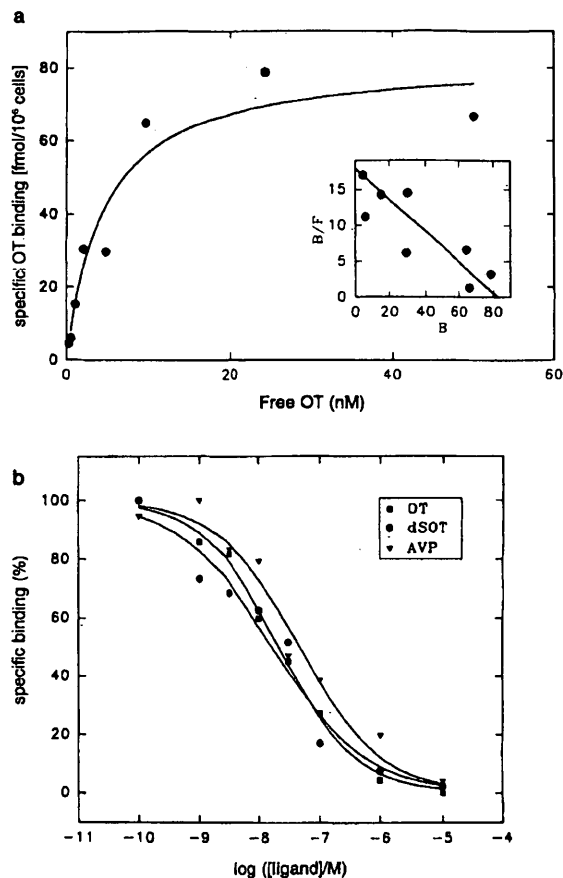 a
specific OT binding [fmol/10⁶ cells]
80
60
40
20
0
0
20
40
60
Free OT (nM)
B/F
15
10
5
0
0
20
40
60
80
B
b
specific binding (%)
100
80
60
40
20
0
-11
-10
-9
-8
-7
-6
-5
-4
log ([ligand]/M)
OT
dSOT
AVP